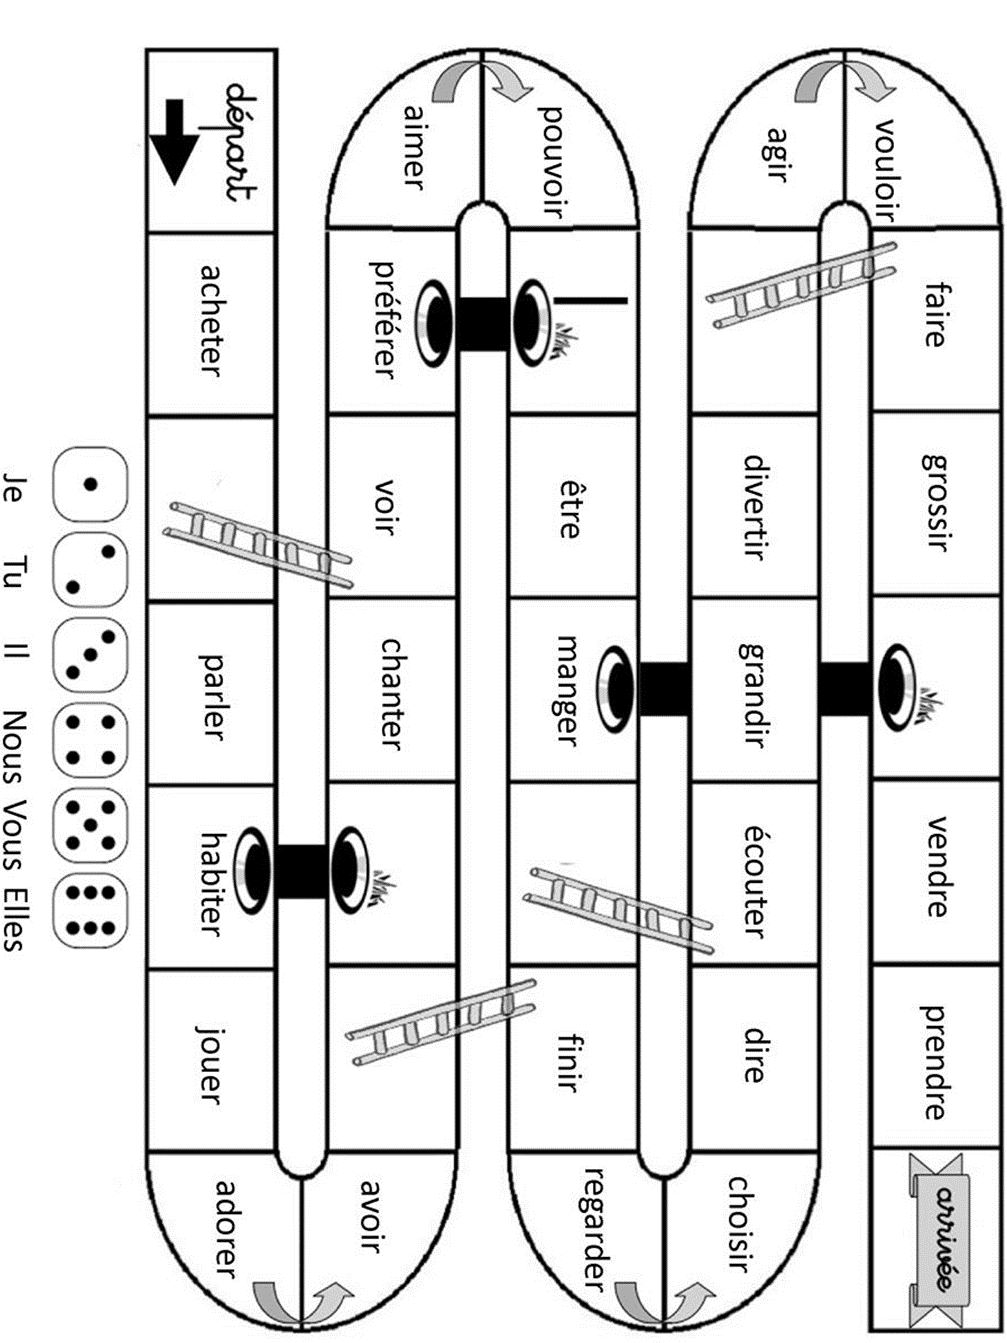 départ
acheter
parler
habiter
jouer
adorer
avoir
chanter
voir
préférer
aimer
pouvoir
être
manger
finir
regarder
choisir
dire
écouter
grandir
divertir
agir
vouloir
faire
grossir
vendre
prendre
arrivée
Je Tu Il Nous Vous Elles